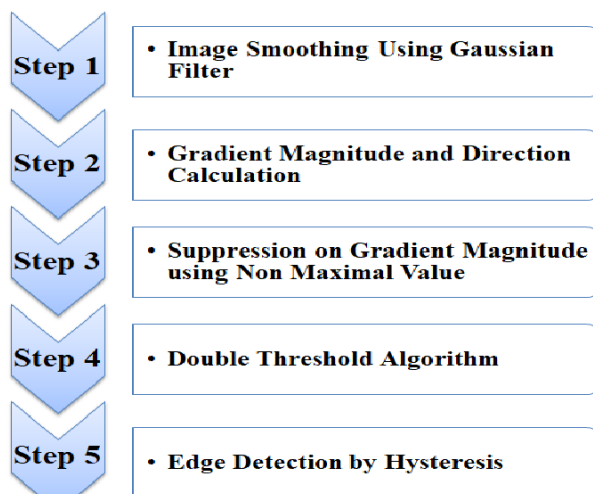 Step 1
• Image Smoothing Using Gaussian
Filter
Step 2
• Gradient Magnitude and Direction
Calculation
Step 3
• Suppression on Gradient Magnitude
using Non Maximal Value
Step 4
• Double Threshold Algorithm
Step 5
• Edge Detection by Hysteresis